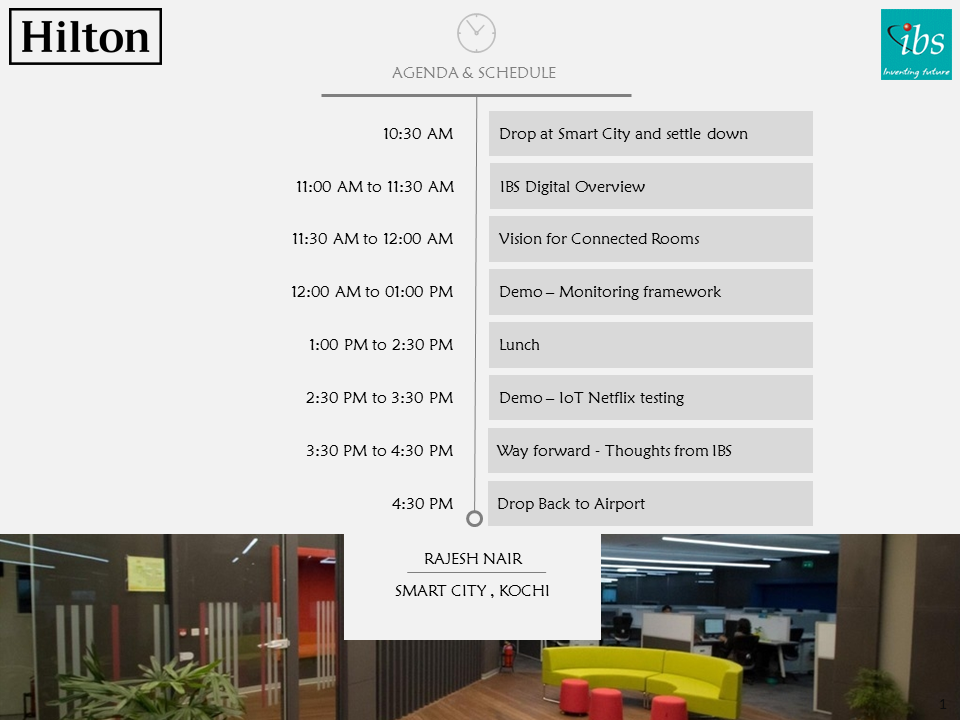 Hilton
ibs
Inventing future
AGENDA & SCHEDULE
10:30 AM Drop at Smart City and settle down
11:00 AM to 11:30 AM IBS Digital Overview
11:30 AM to 12:00 AM Vision for Connected Rooms
12:00 AM to 01:00 PM Demo – Monitoring framework
1:00 PM to 2:30 PM Lunch
2:30 PM to 3:30 PM Demo – IoT Netflix testing
3:30 PM to 4:30 PM Way forward - Thoughts from IBS
4:30 PM Drop Back to Airport
RAJESH NAIR
SMART CITY , KOCHI
1